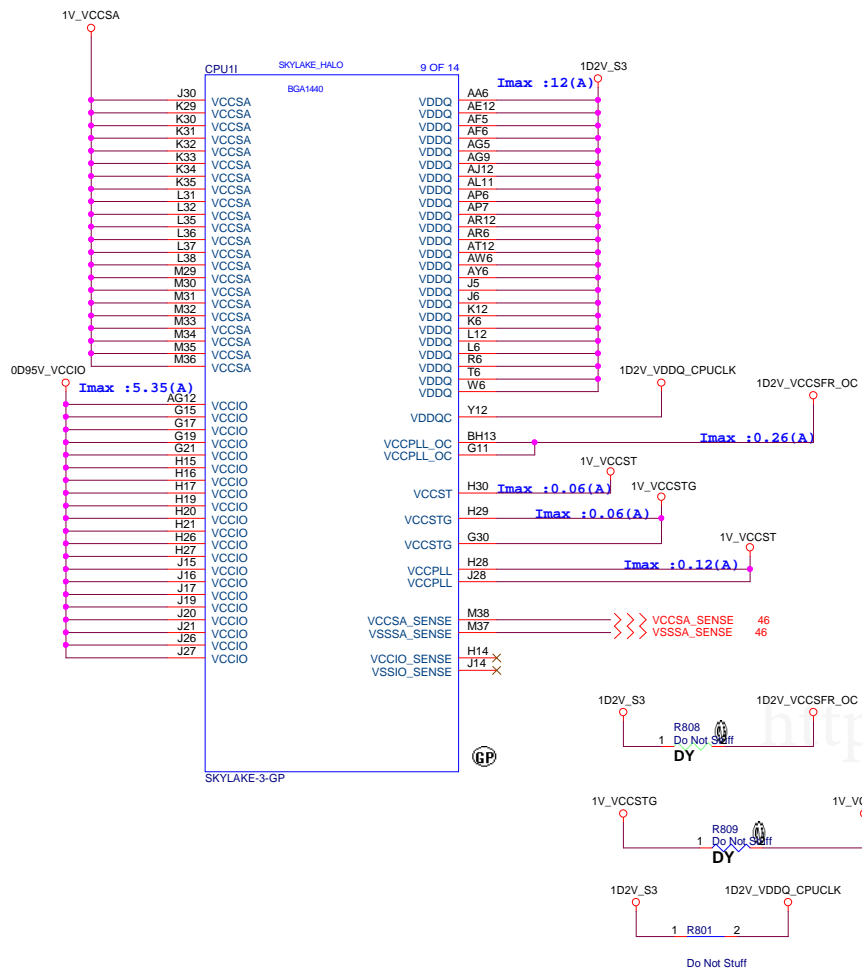 1V_VCCSA
CPU1I SKYLAKE_HALO 9 OF 14
BGA1440
1D2V_S3
Imax :12(A)
J30 VCCSA VDDQ AA6
K29 VCCSA VDDQ AE12
K30 VCCSA VDDQ AF5
K31 VCCSA VDDQ AF6
K32 VCCSA VDDQ AG5
K33 VCCSA VDDQ AG9
K34 VCCSA VDDQ AJ12
K35 VCCSA VDDQ AL11
L31 VCCSA VDDQ AP6
L32 VCCSA VDDQ AP7
L35 VCCSA VDDQ AR12
L36 VCCSA VDDQ AR6
L37 VCCSA VDDQ AT12
L38 VCCSA VDDQ AW6
M29 VCCSA VDDQ AY6
M30 VCCSA VDDQ J5
M31 VCCSA VDDQ J6
M32 VCCSA VDDQ K12
M33 VCCSA VDDQ K6
M34 VCCSA VDDQ L12
M35 VCCSA VDDQ L6
M36 VCCSA VDDQ R6
VDDQ T6
VDDQ W6
0D95V_VCCIO
Imax :5.35(A)
1D2V_VDDQ_CPUCLK
1D2V_VCCSFR_OC
AG12 VCCIO
G15 VCCIO VDDQC Y12
G17 VCCIO
G19 VCCIO VCCPLL_OC BH13 Imax :0.26(A)
G21 VCCIO VCCPLL_OC G11
H15 VCCIO
H16 VCCIO 1V_VCCST
H17 VCCIO VCCST H30 Imax :0.06(A) 1V_VCCSTG
H19 VCCIO
H20 VCCIO VCCSTG H29 Imax :0.06(A)
H21 VCCIO
H26 VCCIO VCCSTG G30 1V_VCCST
H27 VCCIO
J15 VCCIO VCCPLL H28 Imax :0.12(A)
J16 VCCIO VCCPLL J28
J17 VCCIO
J19 VCCIO
J20 VCCIO VCCSA_SENSE M38 VCCSA_SENSE 46
J21 VCCIO VSSSA_SENSE M37 VSSSA_SENSE 46
J26 VCCIO
J27 VCCIO VCCIO_SENSE H14
VSSIO_SENSE J14
1D2V_S3 1D2V_VCCSFR_OC
R808
1 Do Not Stuff
DY
http
GP
SKYLAKE-3-GP
1V_VCCSTG
R809
1 Do Not Stuff
DY
1D2V_S3 1D2V_VDDQ_CPUCLK
1 R801 2
Do Not Stuff